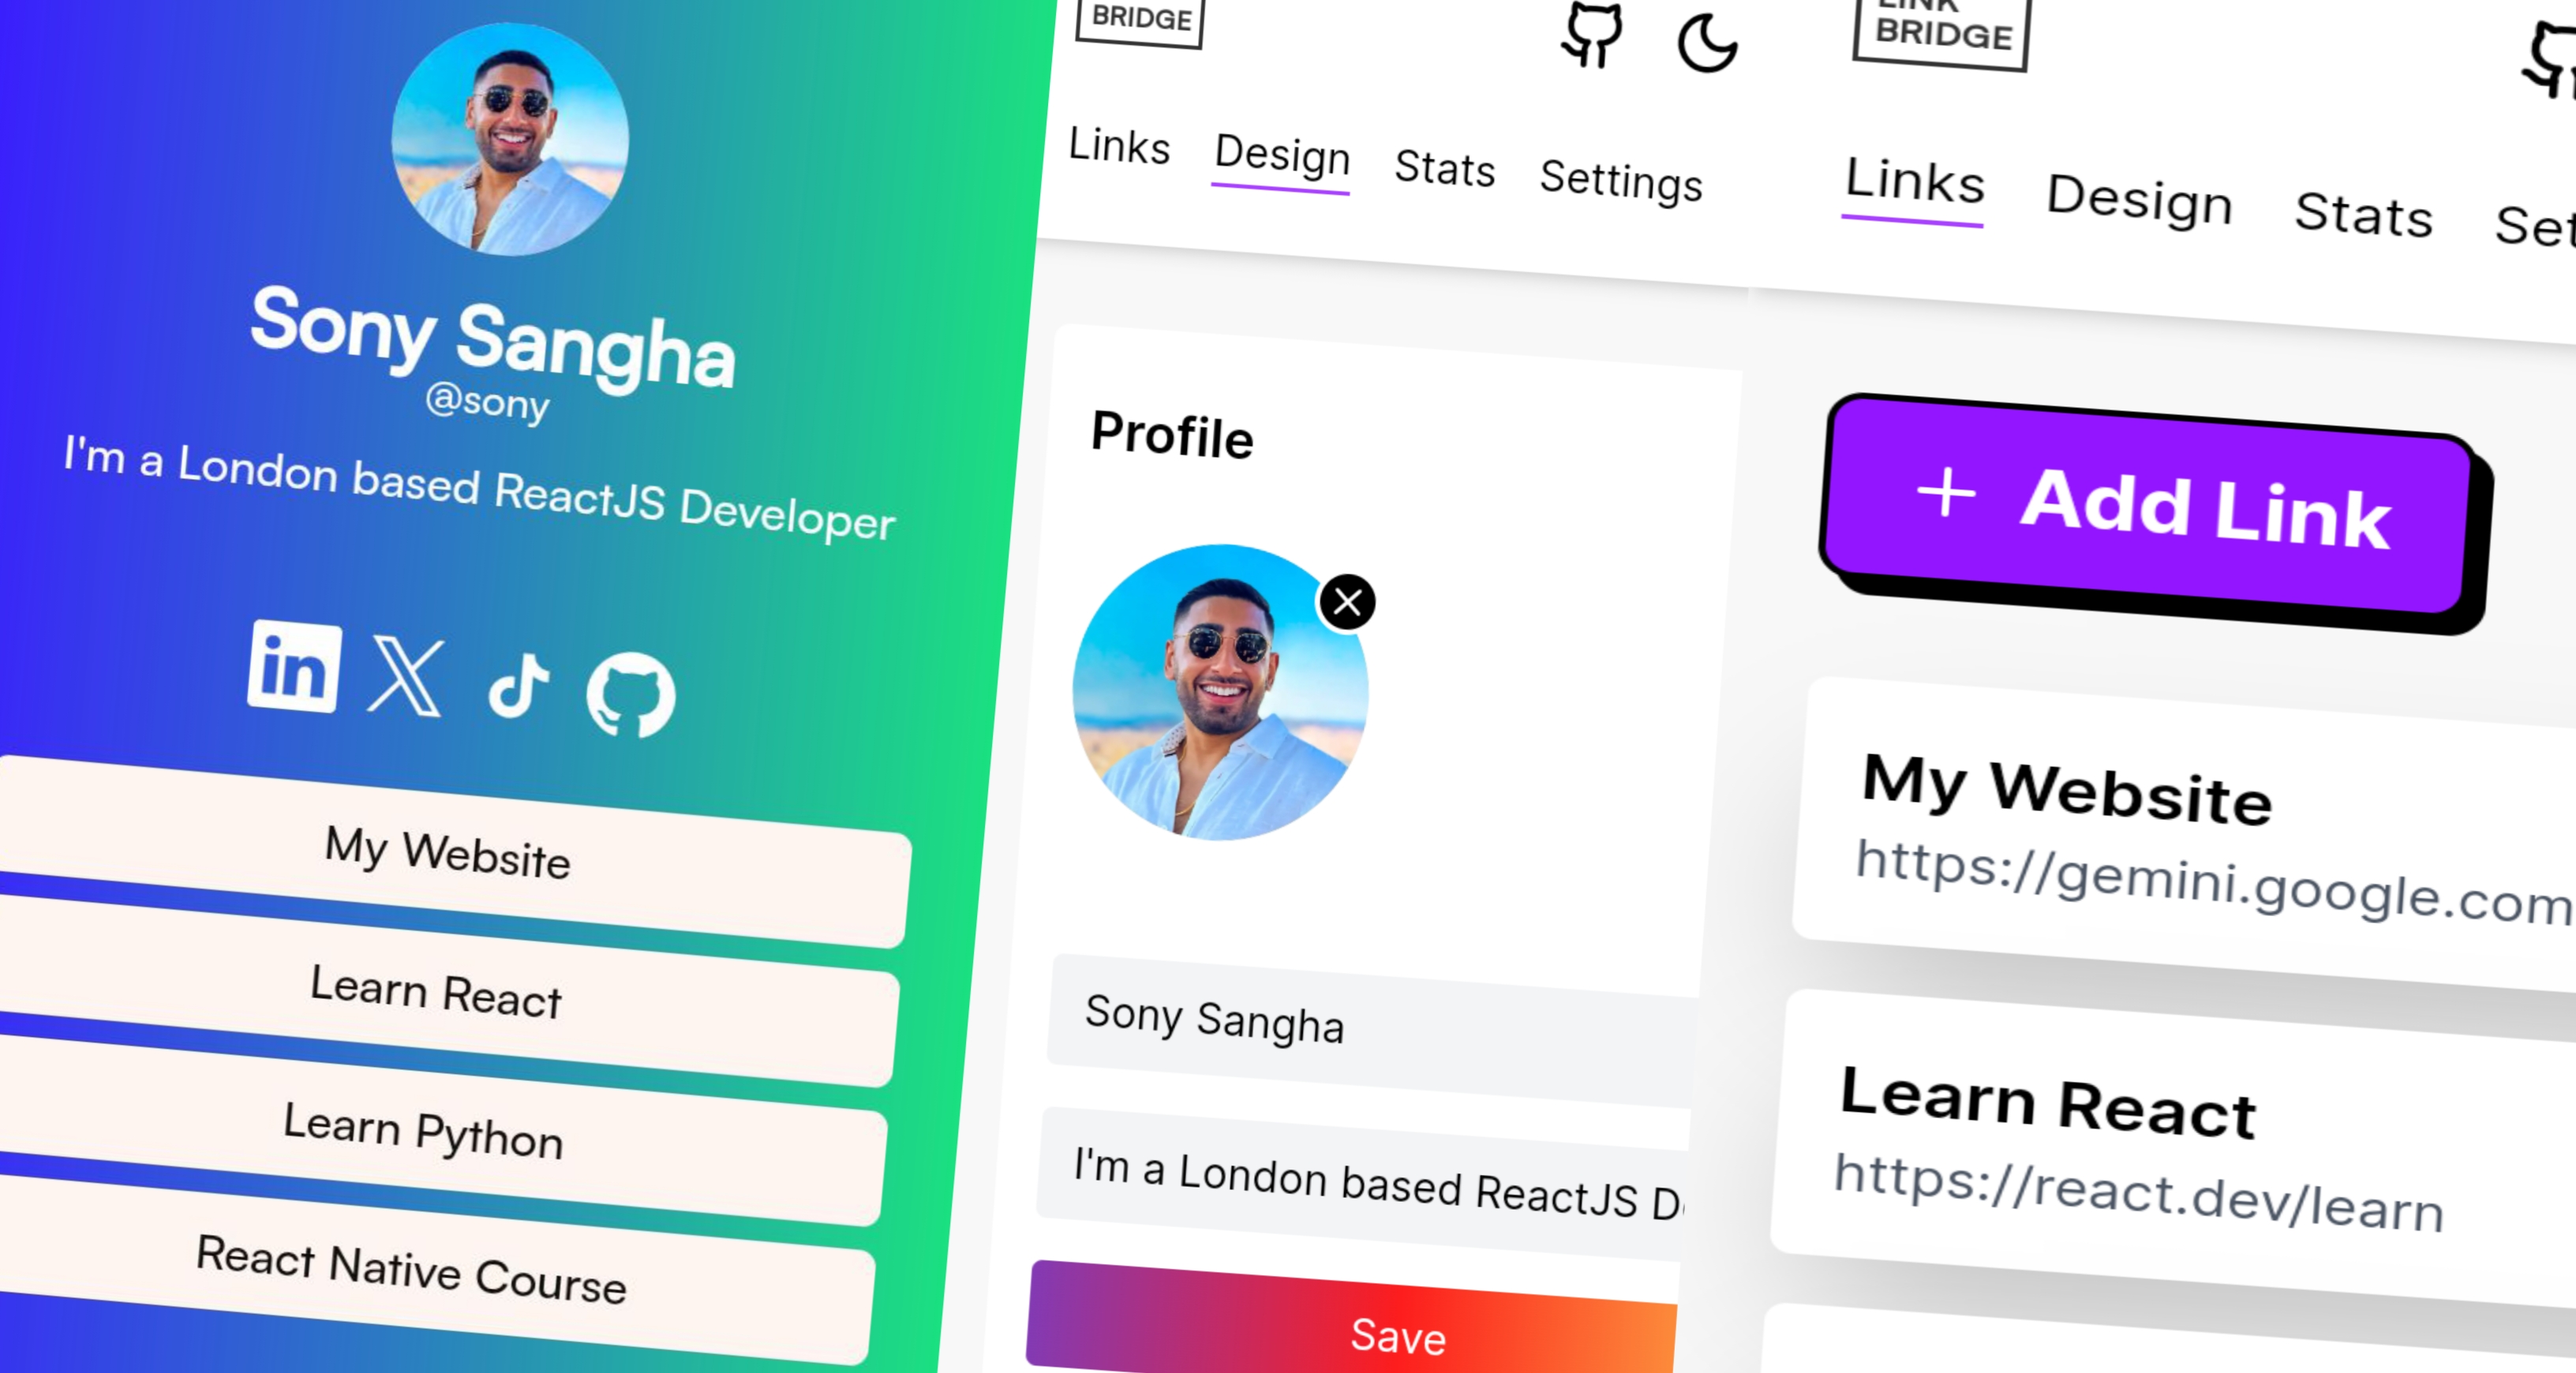 Sony Sangha
@sony
I'm a London based ReactJS Developer
in
My Website
Learn React
Learn Python
React Native Course
BRIDGE
Links Design Stats Settings
Profile
Sony Sangha
I'm a London based ReactJS D
Save
LINK
BRIDGE
Links Design Stats Set
+ Add Link
My Website
https://gemini.google.com
Learn React
https://react.dev/learn